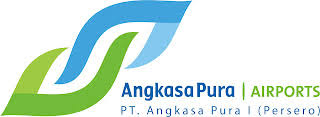 AngkasaPura | AIRPORTS
PT. Angkasa Pura I (Persero)